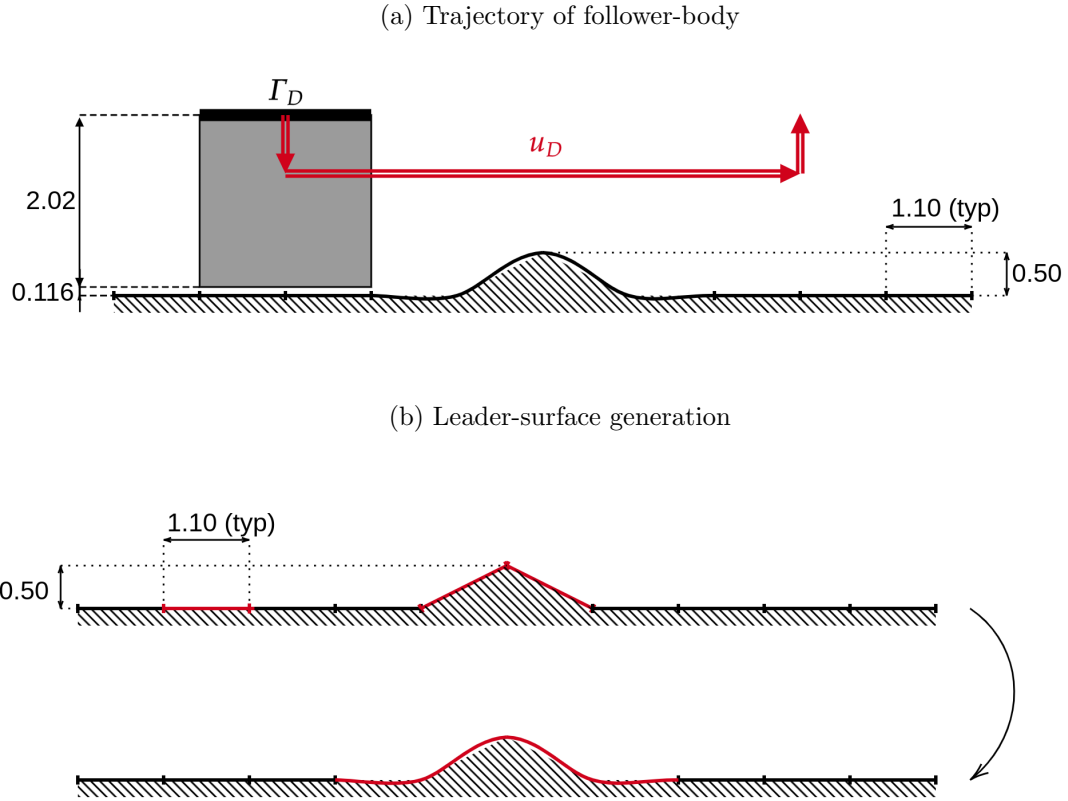 (a) Trajectory of follower-body
Γ_D
u_D
2.02
1.10 (typ)
0.50
0.116
(b) Leader-surface generation
1.10 (typ)
0.50